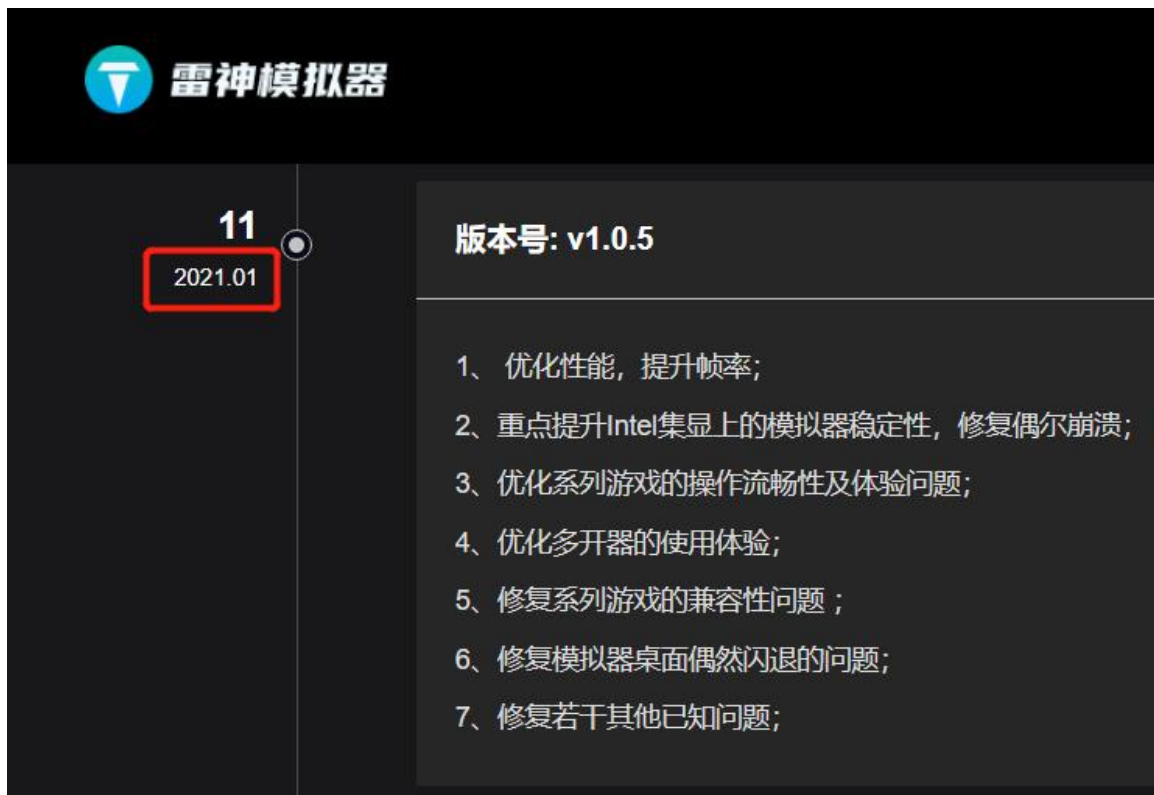 雷神模拟器
11
2021.01
版本号: v1.0.5
1、 优化性能，提升帧率；
2、重点提升Intel集显上的模拟器稳定性，修复偶尔崩溃；
3、优化系列游戏的操作流畅性及体验问题；
4、优化多开器的使用体验；
5、修复系列游戏的兼容性问题 ；
6、修复模拟器桌面偶然闪退的问题；
7、修复若干其他已知问题；